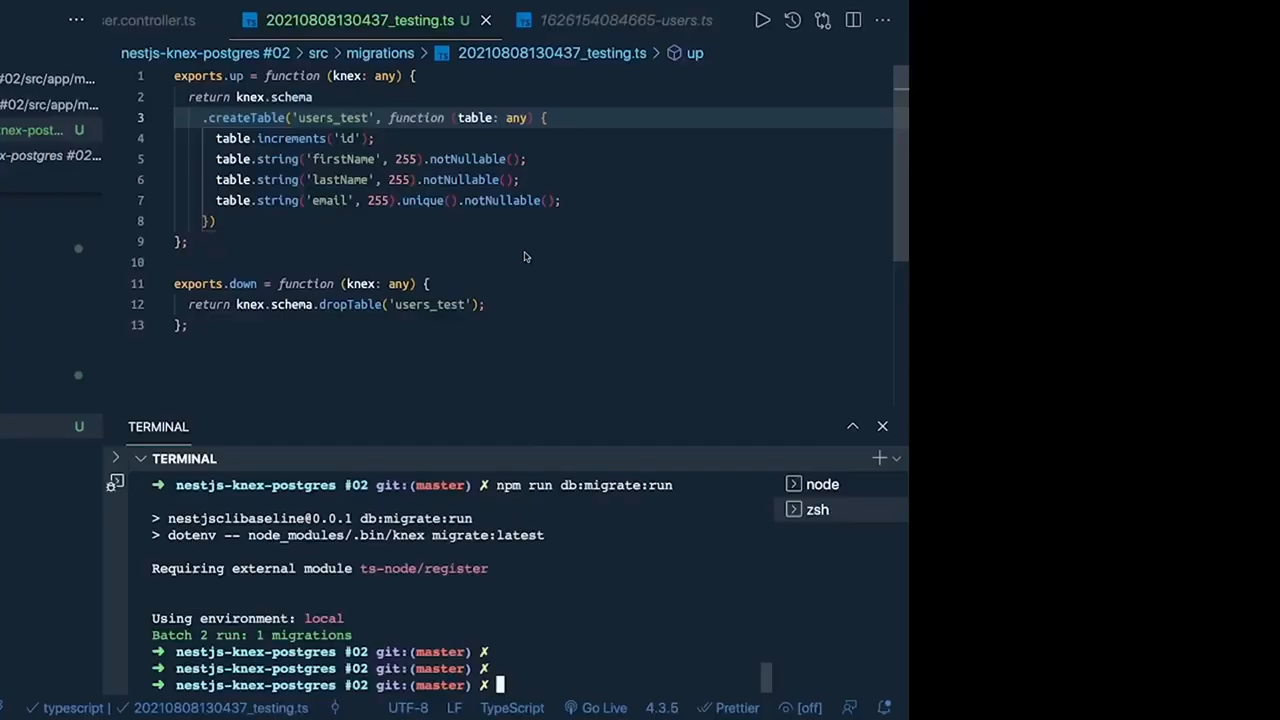 ser.controller.ts
20210808130437_testing.ts U
1626154084665-users.ts
nestjs-knex-postgres #02 > src > migrations > 20210808130437_testing.ts > up
#02/src/app/m...
#02/src/app/m...
knex-post... U
x-postgres #02...
U
1 exports.up = function (knex: any) {
2 return knex.schema
3 .createTable('users_test', function (table: any) {
4 table.increments('id');
5 table.string('firstName', 255).notNullable();
6 table.string('lastName', 255).notNullable();
7 table.string('email', 255).unique().notNullable();
8 })
9 };
10
11 exports.down = function (knex: any) {
12 return knex.schema.dropTable('users_test');
13 };
TERMINAL
TERMINAL
➜ nestjs-knex-postgres #02 git:(master) ✗ npm run db:migrate:run
> nestjsclibaseline@0.0.1 db:migrate:run
> dotenv -- node_modules/.bin/knex migrate:latest
Requiring external module ts-node/register
Using environment: local
Batch 2 run: 1 migrations
➜ nestjs-knex-postgres #02 git:(master) ✗
➜ nestjs-knex-postgres #02 git:(master) ✗
➜ nestjs-knex-postgres #02 git:(master) ✗
node
zsh
typescript | ✓ 20210808130437_testing.ts UTF-8 LF TypeScript Go Live 4.3.5 Prettier [off]